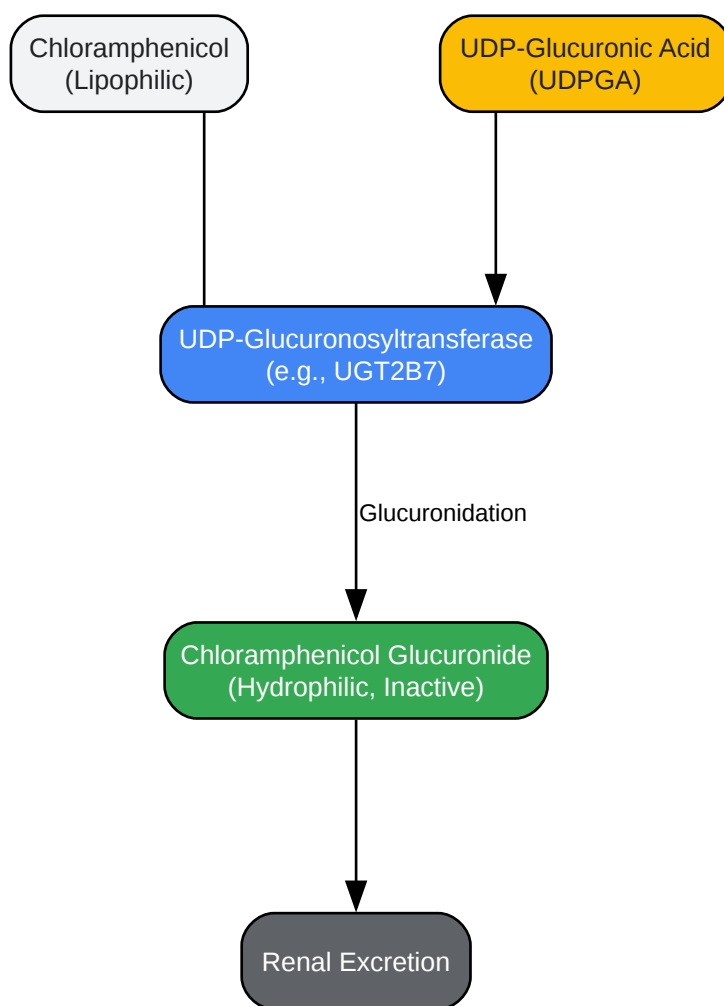 Chloramphenicol
(Lipophilic)
UDP-Glucuronic Acid
(UDPGA)
UDP-Glucuronosyltransferase
(e.g., UGT2B7)
Glucuronidation
Chloramphenicol Glucuronide
(Hydrophilic, Inactive)
Renal Excretion